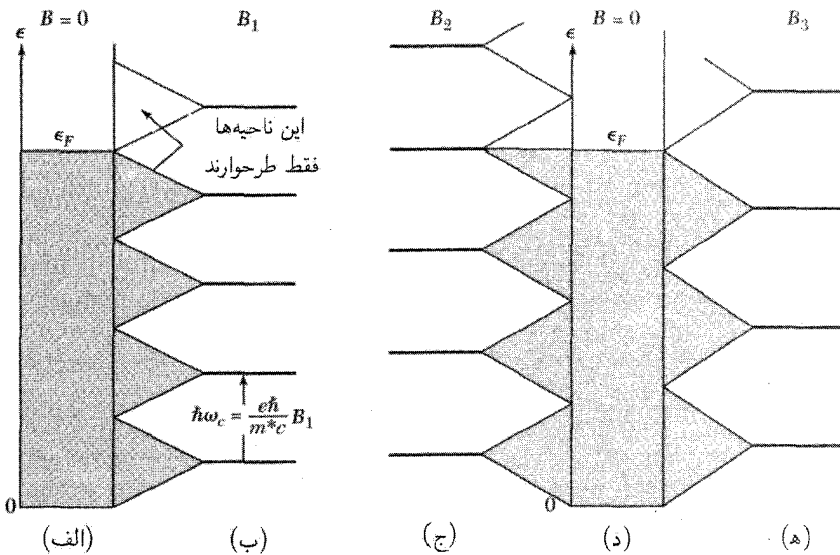 B = 0
B₁
B₂
B = 0
B₃
ϵ
ϵ
ϵ_F
ϵ_F
این ناحیه‌ها
فقط طرحوارند
ħω_c = eħ/m*c B₁
0
0
(الف)
(ب)
(ج)
(د)
(ه)